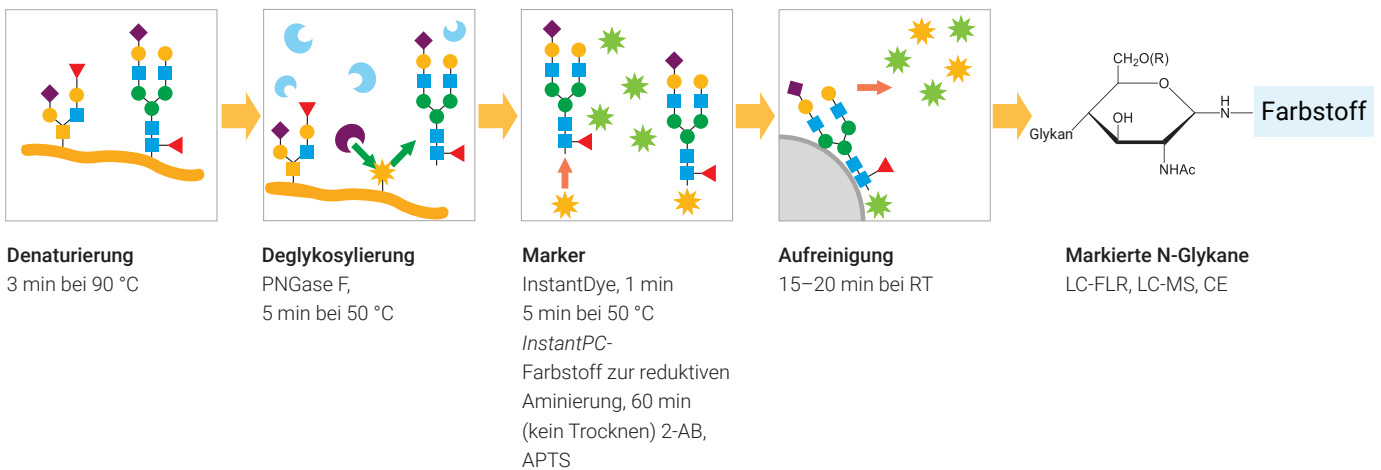 CH₂O(R)
O
OH
H
N
Farbstoff
Glykan
NHAc
Denaturierung
3 min bei 90 °C
Deglykosylierung
PNGase F,
5 min bei 50 °C
Marker
InstantDye, 1 min
5 min bei 50 °C
InstantPC-
Farbstoff zur reduktiven
Aminierung, 60 min
(kein Trocknen) 2-AB,
APTS
Aufreinigung
15–20 min bei RT
Markierte N-Glykane
LC-FLR, LC-MS, CE